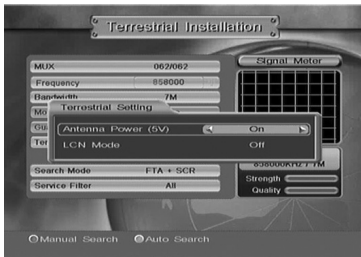 Terrestrial Installation
MUX 062/062
Signal Meter
Frequency 858000
Bandwidth 7M
Terrestrial Setting
Antenna Power (5V) On
LCN Mode Off
858000KHz / 7M
Search Mode FTA + SCR
Strength
Service Filter All
Quality
Manual Search Auto Search